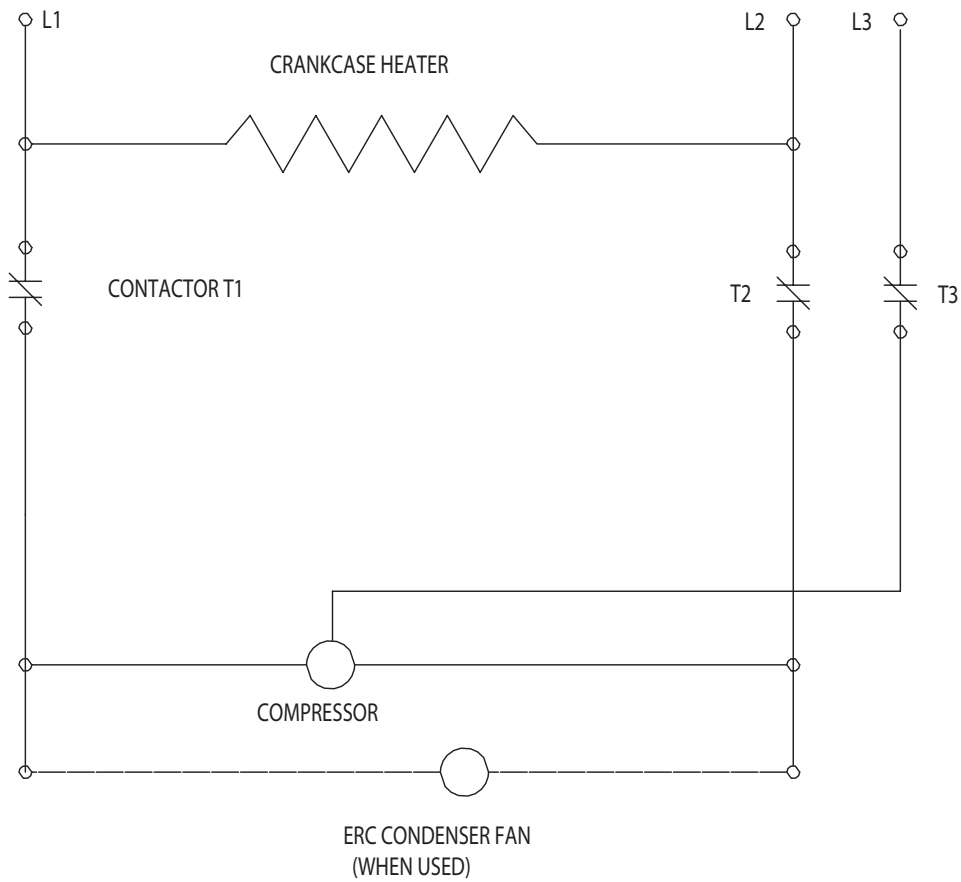 L1
L2
L3
CRANKCASE HEATER
CONTACTOR T1
T2
T3
COMPRESSOR
ERC CONDENSER FAN
(WHEN USED)